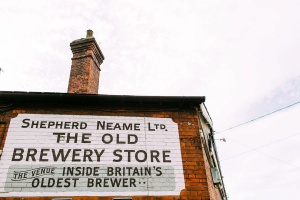 SHEPHERD NEAME LTD.
THE OLD
BREWERY STORE
THE VENUE INSIDE BRITAIN'S
OLDEST BREWER